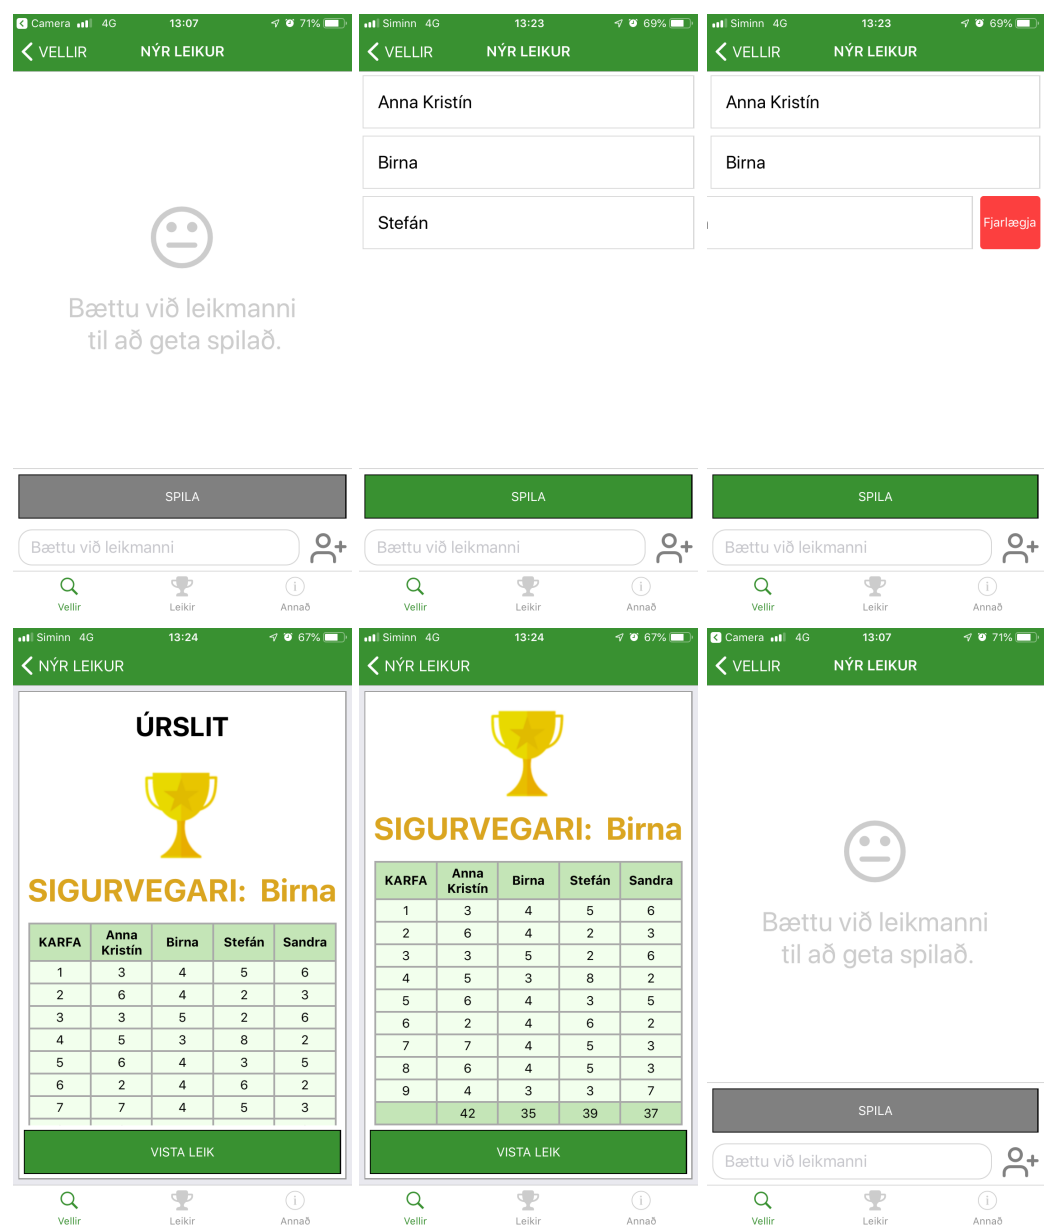 Camera 4G 13:07 71%
VELLIR NÝR LEIKUR
Bættu við leikmanni
til að geta spilað.
SPILA
Bættu við leikmanni
Vellir Leikir Annað
Siminn 4G 13:23 69%
VELLIR NÝR LEIKUR
Anna Kristín
Birna
Stefán
SPILA
Bættu við leikmanni
Vellir Leikir Annað
Siminn 4G 13:23 69%
VELLIR NÝR LEIKUR
Anna Kristín
Birna
Fjarlægja
SPILA
Bættu við leikmanni
Vellir Leikir Annað
Siminn 4G 13:24 67%
NÝR LEIKUR
ÚRSLIT
SIGURVEGARI: Birna
KARFA Anna Kristín Birna Stefán Sandra
1 3 4 5 6
2 6 4 2 3
3 3 5 2 6
4 5 3 8 2
5 6 4 3 5
6 2 4 6 2
7 7 4 5 3
VISTA LEIK
Vellir Leikir Annað
Siminn 4G 13:24 67%
NÝR LEIKUR
SIGURVEGARI: Birna
KARFA Anna Kristín Birna Stefán Sandra
1 3 4 5 6
2 6 4 2 3
3 3 5 2 6
4 5 3 8 2
5 6 4 3 5
6 2 4 6 2
7 7 4 5 3
8 6 4 5 3
9 4 3 3 7
42 35 39 37
VISTA LEIK
Vellir Leikir Annað
Camera 4G 13:07 71%
VELLIR NÝR LEIKUR
Bættu við leikmanni
til að geta spilað.
SPILA
Bættu við leikmanni
Vellir Leikir Annað